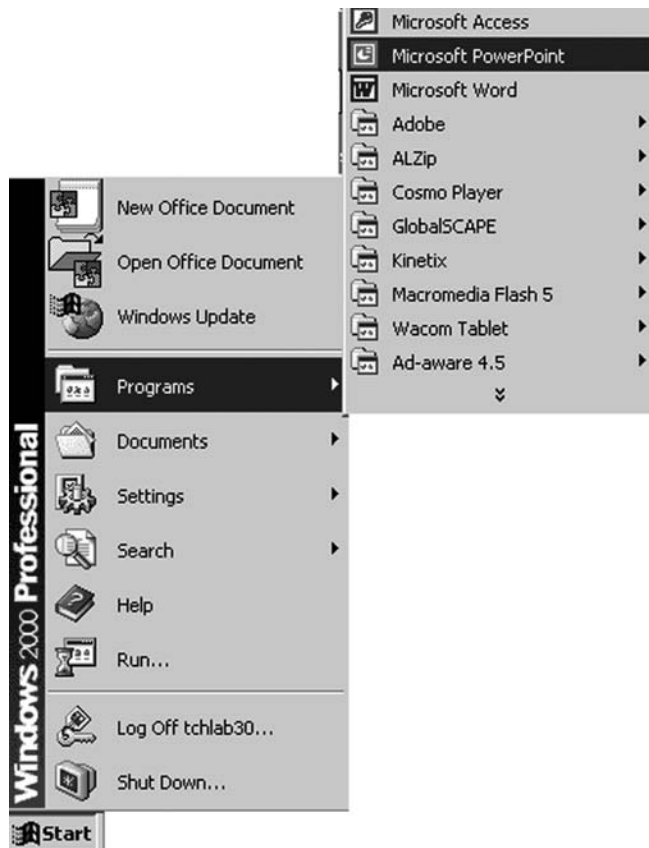 Microsoft Access
Microsoft PowerPoint
Microsoft Word
Adobe
ALZip
Cosmo Player
GlobalSCAPE
Kinetix
Macromedia Flash 5
Wacom Tablet
Ad-aware 4.5
New Office Document
Open Office Document
Windows Update
Programs
Documents
Settings
Search
Help
Run...
Log Off tchlab30...
Shut Down...
Windows 2000 Professional
Start